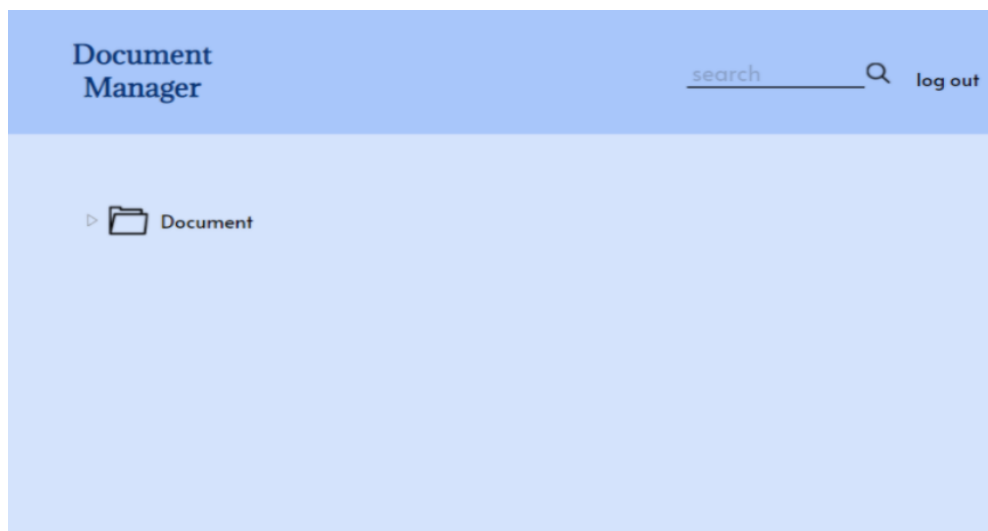 Document
Manager
search
log out
Document